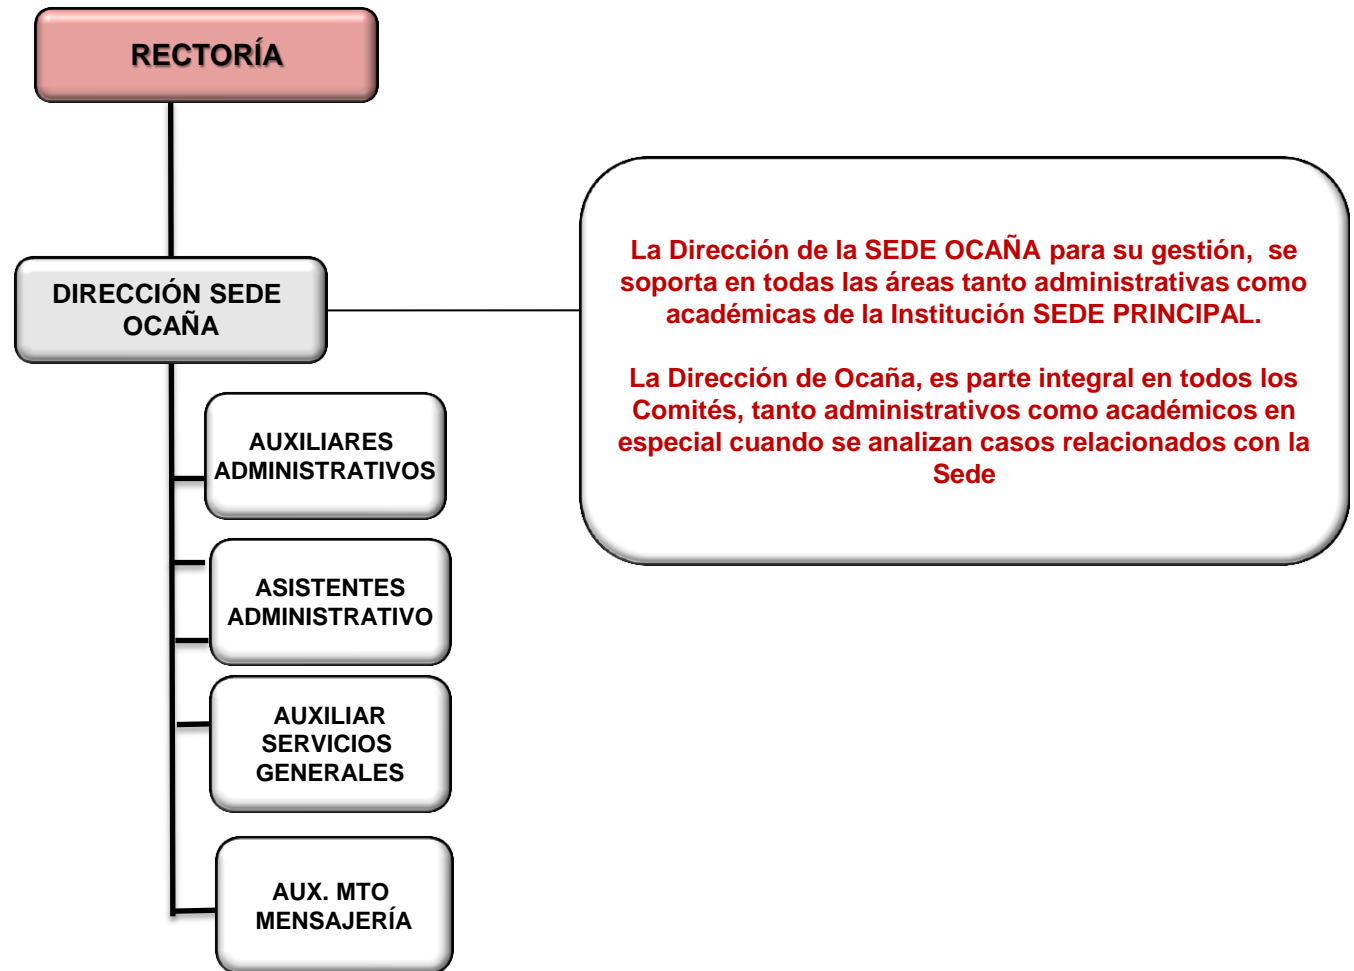 RECTORÍA
DIRECCIÓN SEDE
OCAÑA
La Dirección de la SEDE OCAÑA para su gestión, se
soporta en todas las áreas tanto administrativas como
académicas de la Institución SEDE PRINCIPAL.
La Dirección de Ocaña, es parte integral en todos los
Comités, tanto administrativos como académicos en
especial cuando se analizan casos relacionados con la
Sede
AUXILIARES
ADMINISTRATIVOS
ASISTENTES
ADMINISTRATIVO
AUXILIAR
SERVICIOS
GENERALES
AUX. MTO
MENSAJERÍA